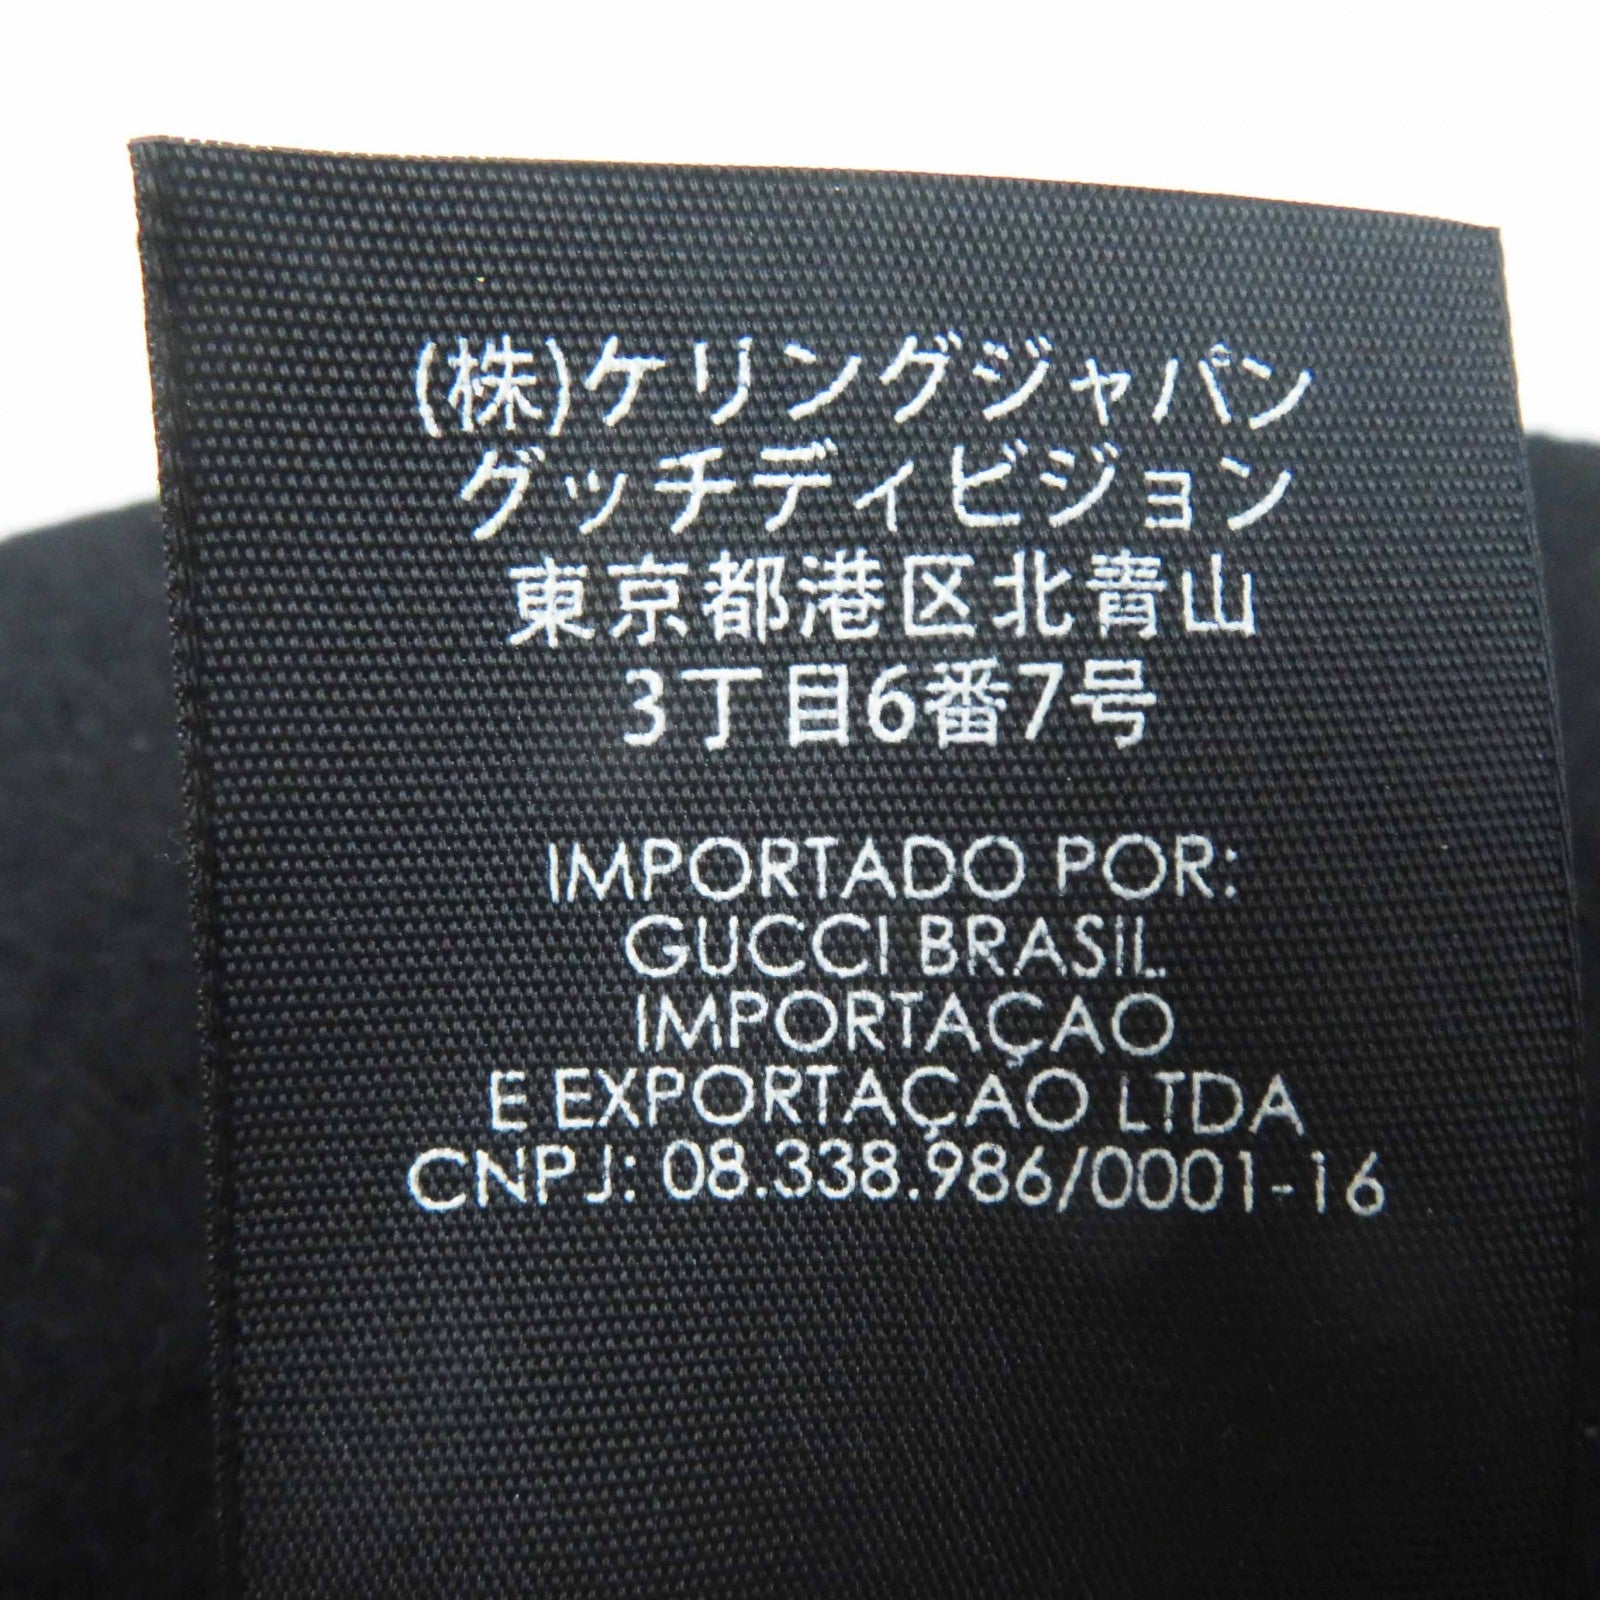 (株)ケリングジャパン
グッチディビジョン
東京都港区北青山
3丁目6番7号
IMPORTADO POR:
GUCCI BRASIL
IMPORTAÇAO
E EXPORTAÇAO LTDA
CNPJ: 08.338.986/0001-16